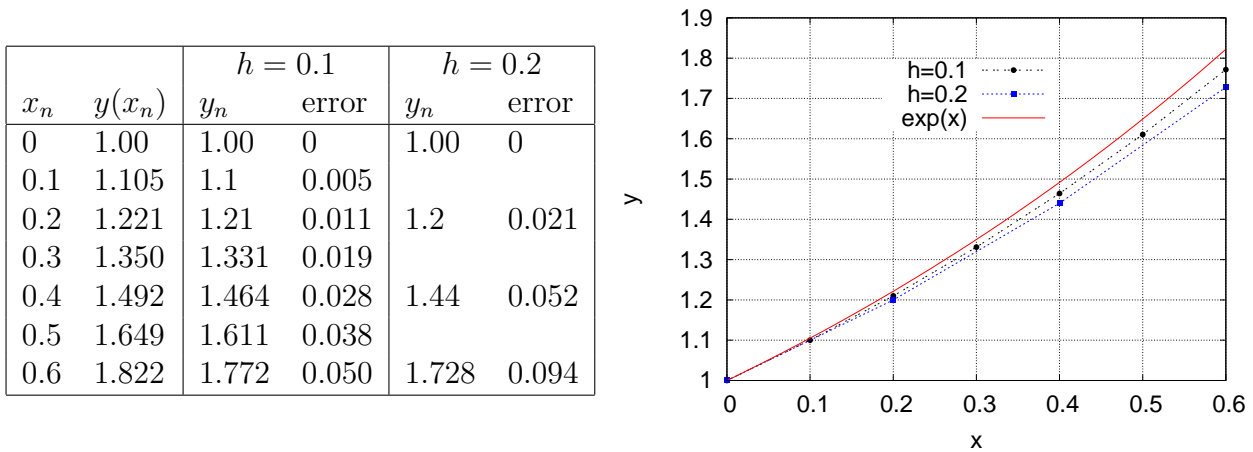 h = 0.1 h = 0.2
xₙ y(xₙ) yₙ error yₙ error
0 1.00 1.00 0 1.00 0
0.1 1.105 1.1 0.005
0.2 1.221 1.21 0.011 1.2 0.021
0.3 1.350 1.331 0.019
0.4 1.492 1.464 0.028 1.44 0.052
0.5 1.649 1.611 0.038
0.6 1.822 1.772 0.050 1.728 0.094
1.9
1.8
1.7
1.6
1.5
1.4
1.3
1.2
1.1
1
y
h=0.1
h=0.2
exp(x)
0 0.1 0.2 0.3 0.4 0.5 0.6
x